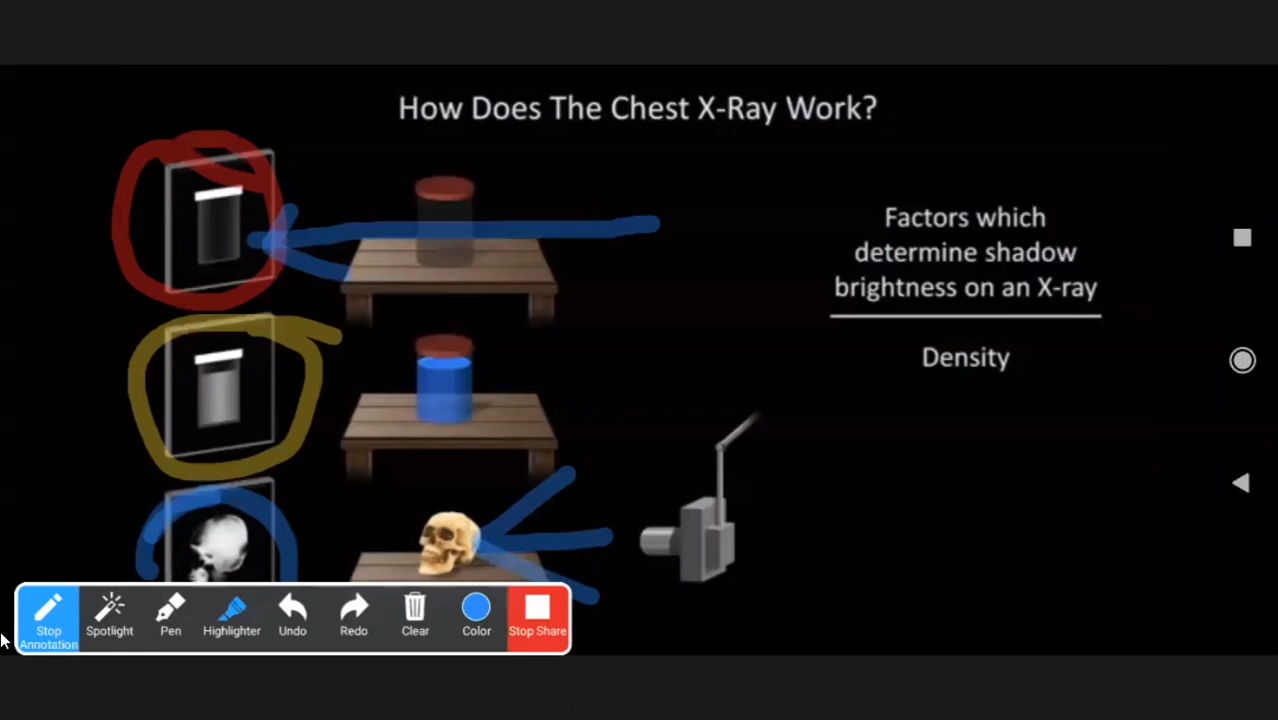 How Does The Chest X-Ray Work?
Factors which
determine shadow
brightness on an X-ray
Density
Stop Annotation
Spotlight
Pen
Highlighter
Undo
Redo
Clear
Color
Stop Share